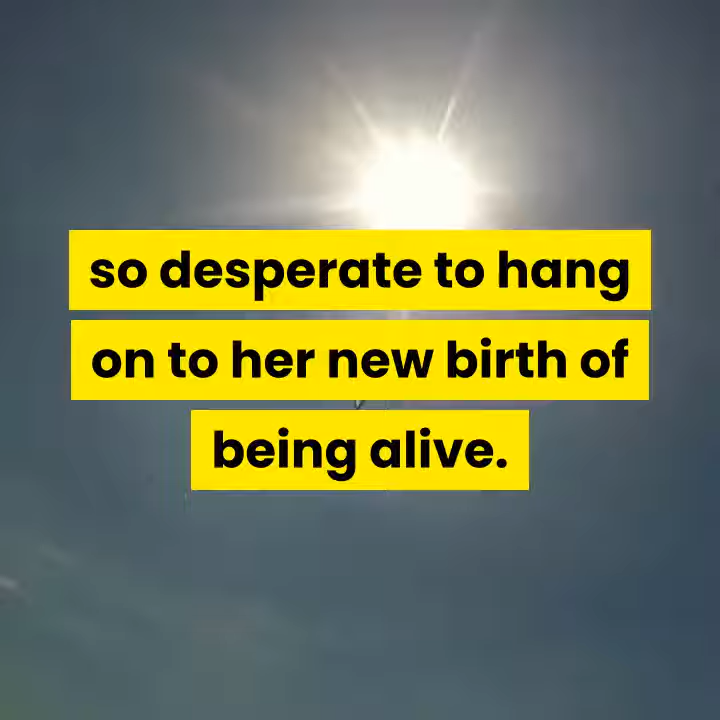 so desperate to hang
on to her new birth of
being alive.